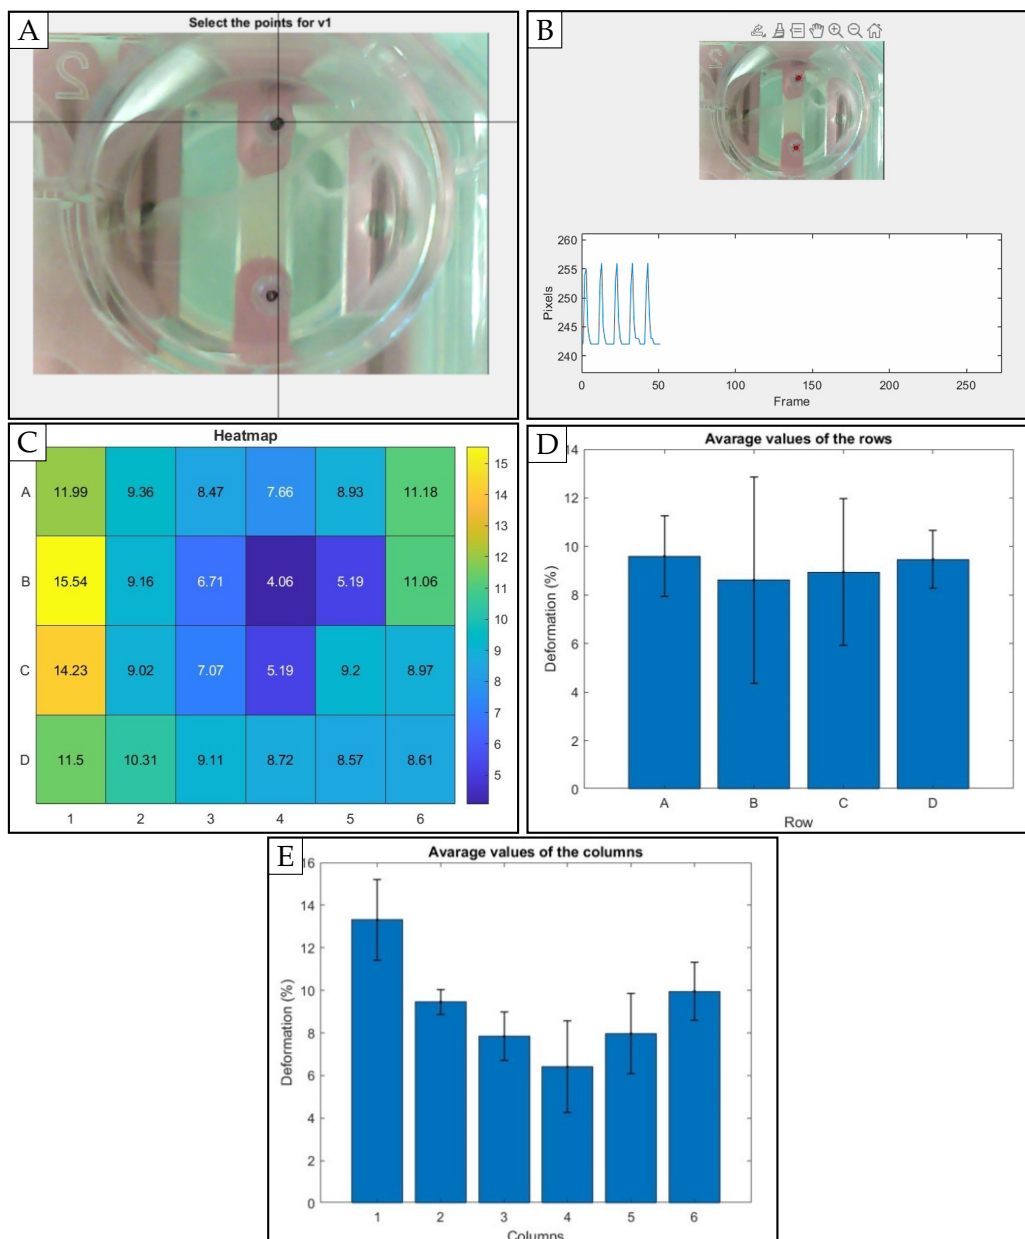 A
Select the points for v1
2
B
2
260
255
250
245
240
Pixels
0 50 100 150 200 250
Frame
C
Heatmap
A 11.99 9.36 8.47 7.66 8.93 11.18
B 15.54 9.16 6.71 4.06 5.19 11.06
C 14.23 9.02 7.07 5.19 9.2 8.97
D 11.5 10.31 9.11 8.72 8.57 8.61
1 2 3 4 5 6
15
14
13
12
11
10
9
8
7
6
5
D
Avarage values of the rows
14
12
10
8
6
4
2
0
Deformation (%)
A B C D
Row
E
Avarage values of the columns
16
14
12
10
8
6
4
2
0
Deformation (%)
1 2 3 4 5 6
Columns